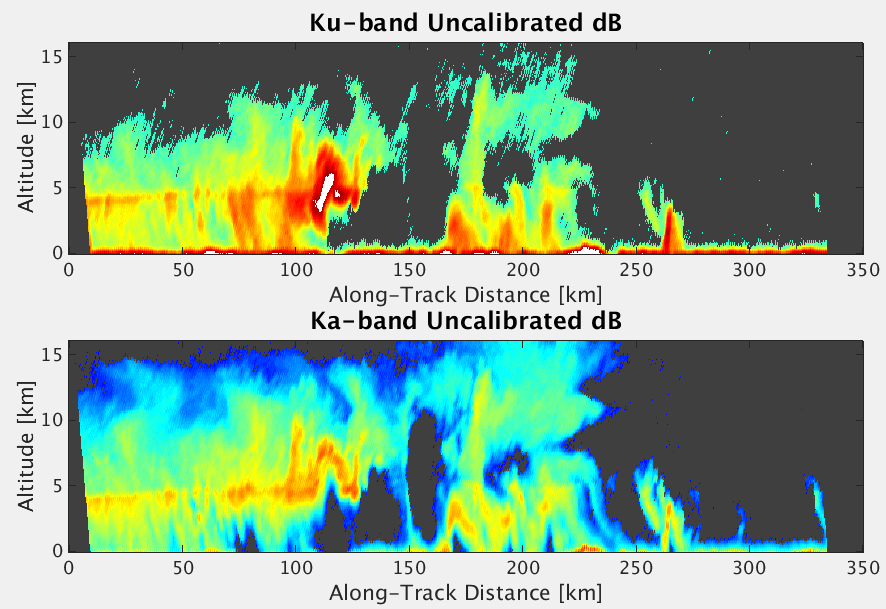 Ku-band Uncalibrated dB
15
10
5
0
Altitude [km]
0 50 100 150 200 250 300 350
Along-Track Distance [km]
Ka-band Uncalibrated dB
15
10
5
0
Altitude [km]
0 50 100 150 200 250 300 350
Along-Track Distance [km]